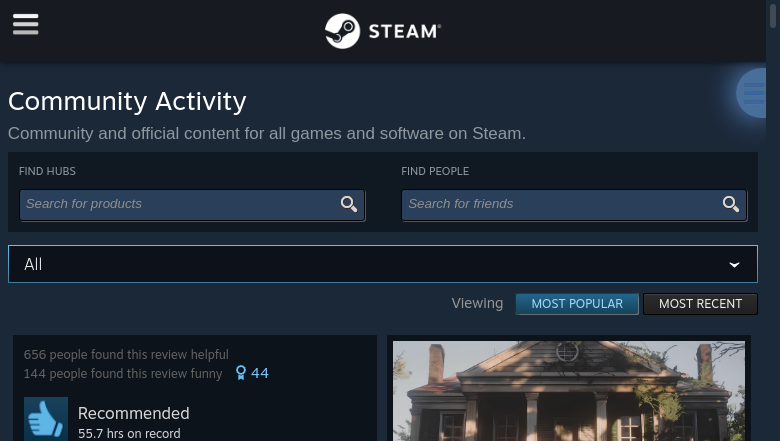 STEAM®
Community Activity
Community and official content for all games and software on Steam.
FIND HUBS
FIND PEOPLE
Search for products
Search for friends
All
Viewing
MOST POPULAR
MOST RECENT
656 people found this review helpful
144 people found this review funny
44
Recommended
55.7 hrs on record